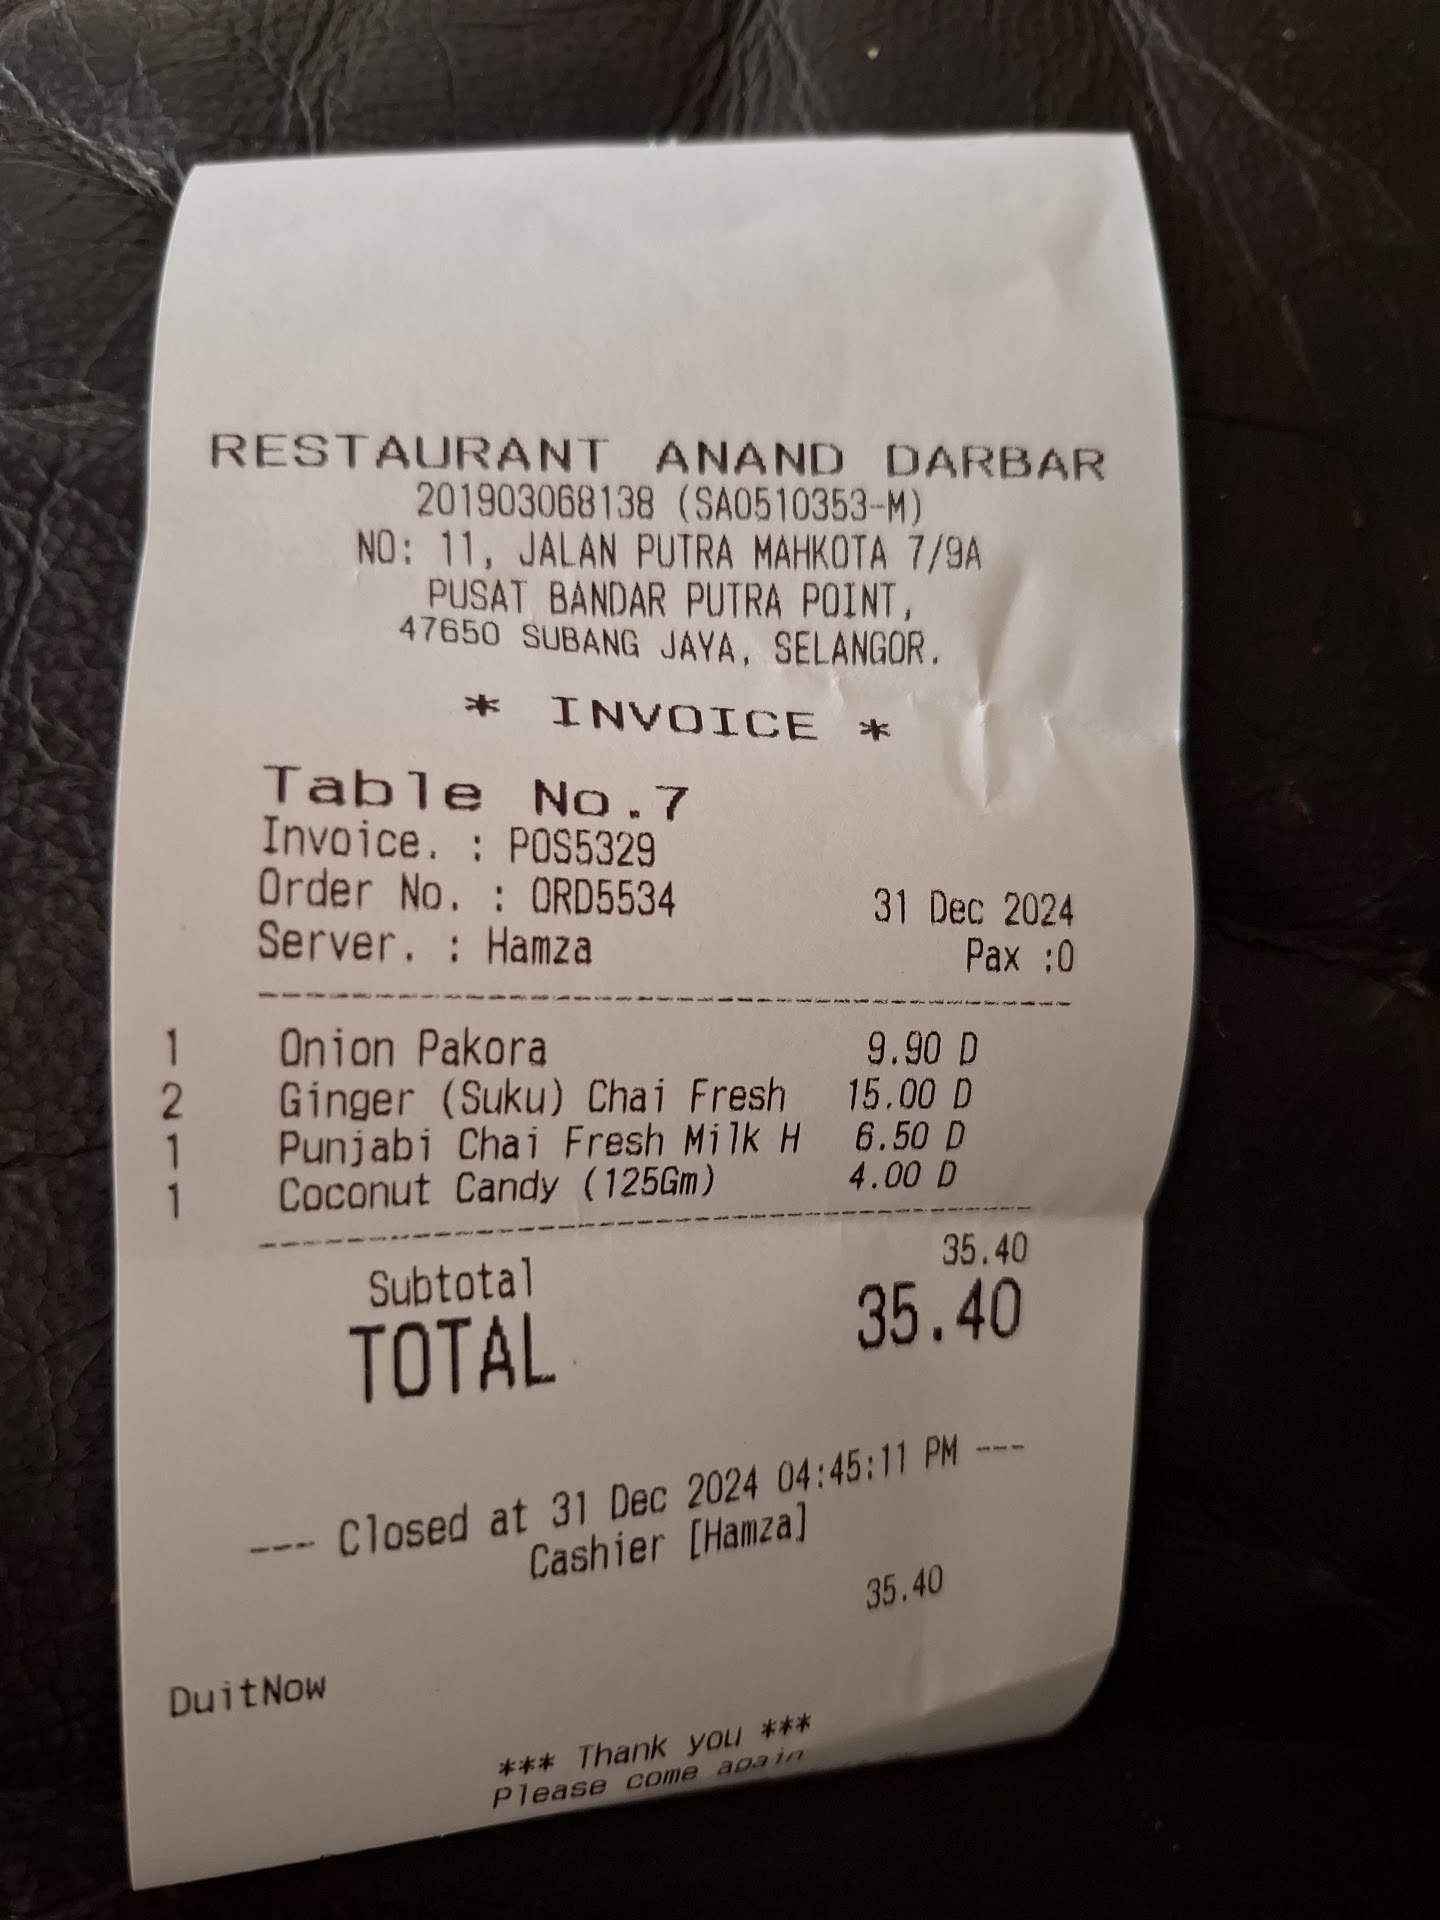 RESTAURANT ANAND DARBAR
201903068138 (SA0510353-M)
NO: 11, JALAN PUTRA MAHKOTA 7/9A
PUSAT BANDAR PUTRA POINT,
47650 SUBANG JAYA, SELANGOR.
* INVOICE *
Table No.7
Invoice. : POS5329
Order No. : ORD5534 31 Dec 2024
Server. : Hamza Pax :0
1 Onion Pakora 9.90 D
2 Ginger (Suku) Chai Fresh 15.00 D
1 Punjabi Chai Fresh Milk H 6.50 D
1 Coconut Candy (125Gm) 4.00 D
Subtotal 35.40
TOTAL 35.40
--- Closed at 31 Dec 2024 04:45:11 PM ---
Cashier [Hamza]
35.40
DuitNow
*** Thank you ***
Please come again